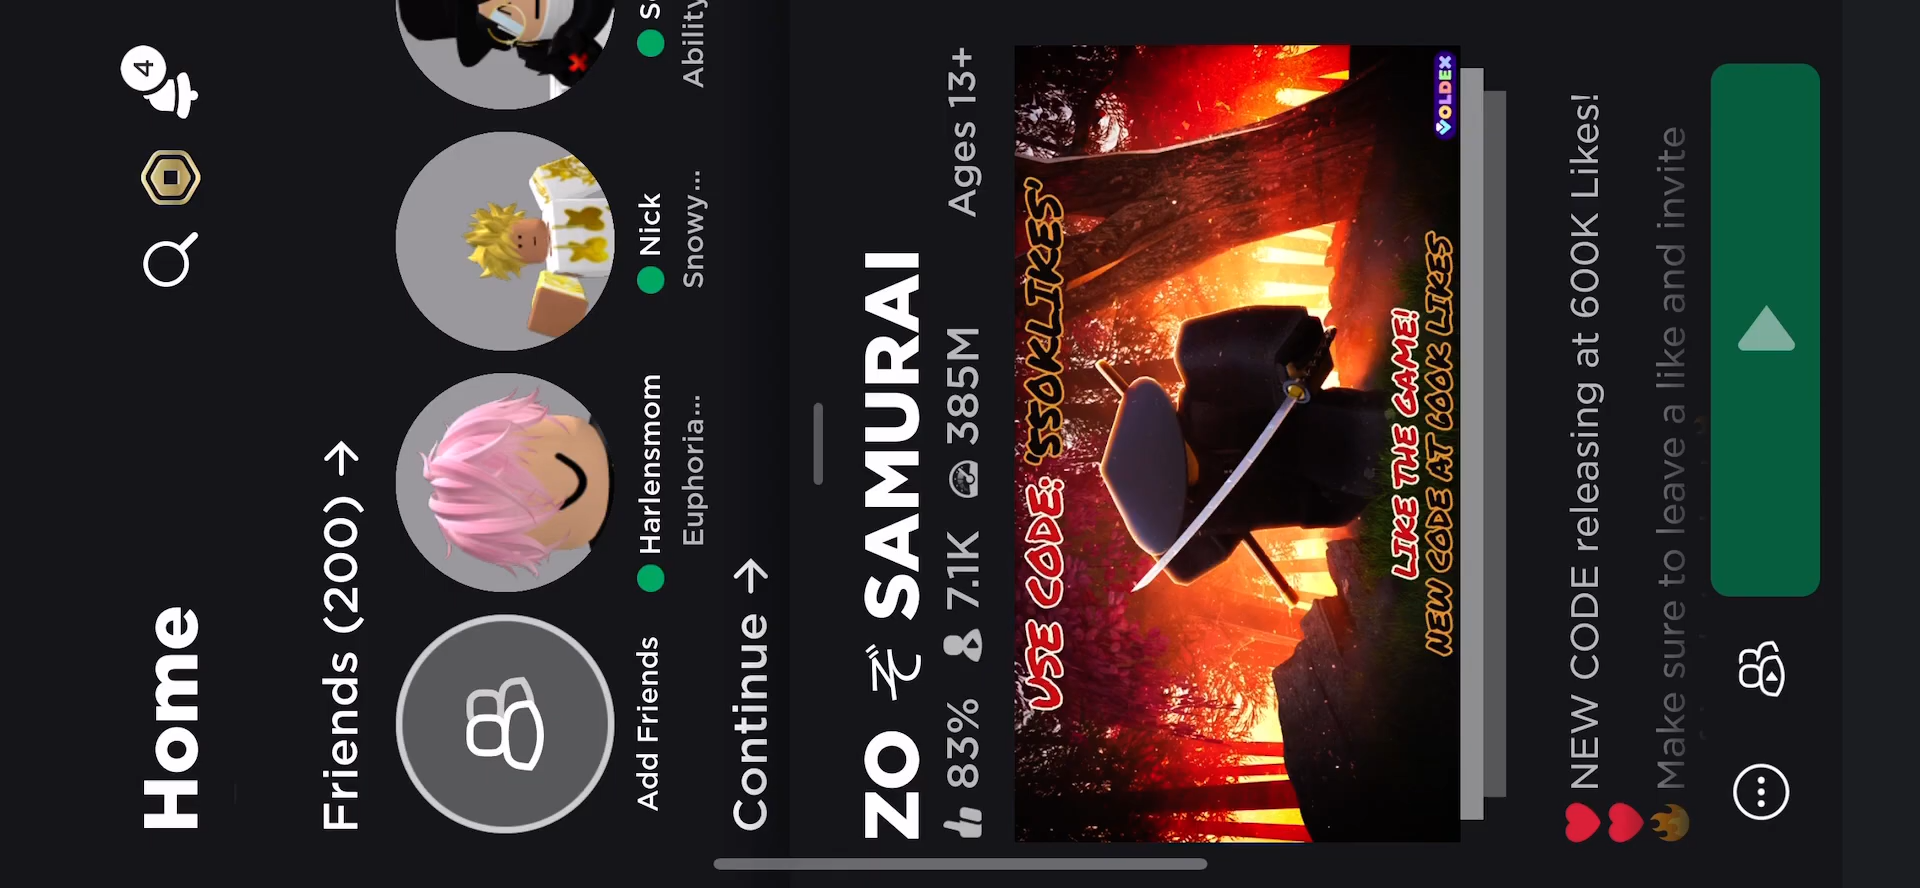 4
Home
Friends (200) →
Add Friends
Harlensmom
Euphoria...
Nick
Snowy...
Ability
Continue →
ZO ぞ SAMURAI
83% 7.1K 385M Ages 13+
USE CODE: '550KLIKES'
LIKE THE GAME!
NEW CODE AT 600K LIKES
VOLDEX
NEW CODE releasing at 600K Likes!
Make sure to leave a like and invite